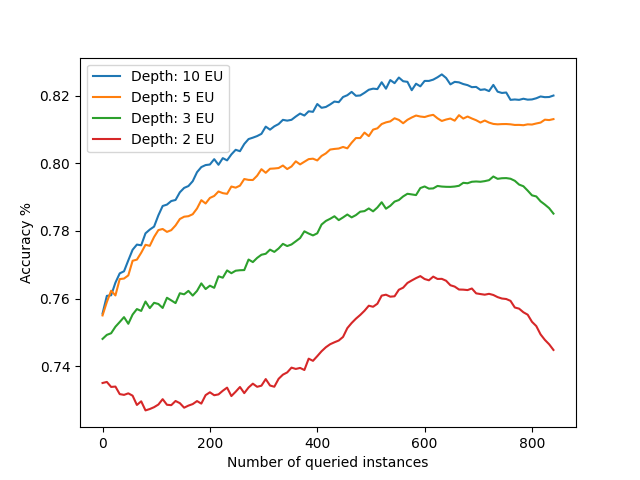 Depth: 10 EU
Depth: 5 EU
Depth: 3 EU
Depth: 2 EU
0.82
0.80
0.78
0.76
0.74
Accuracy %
0 200 400 600 800
Number of queried instances